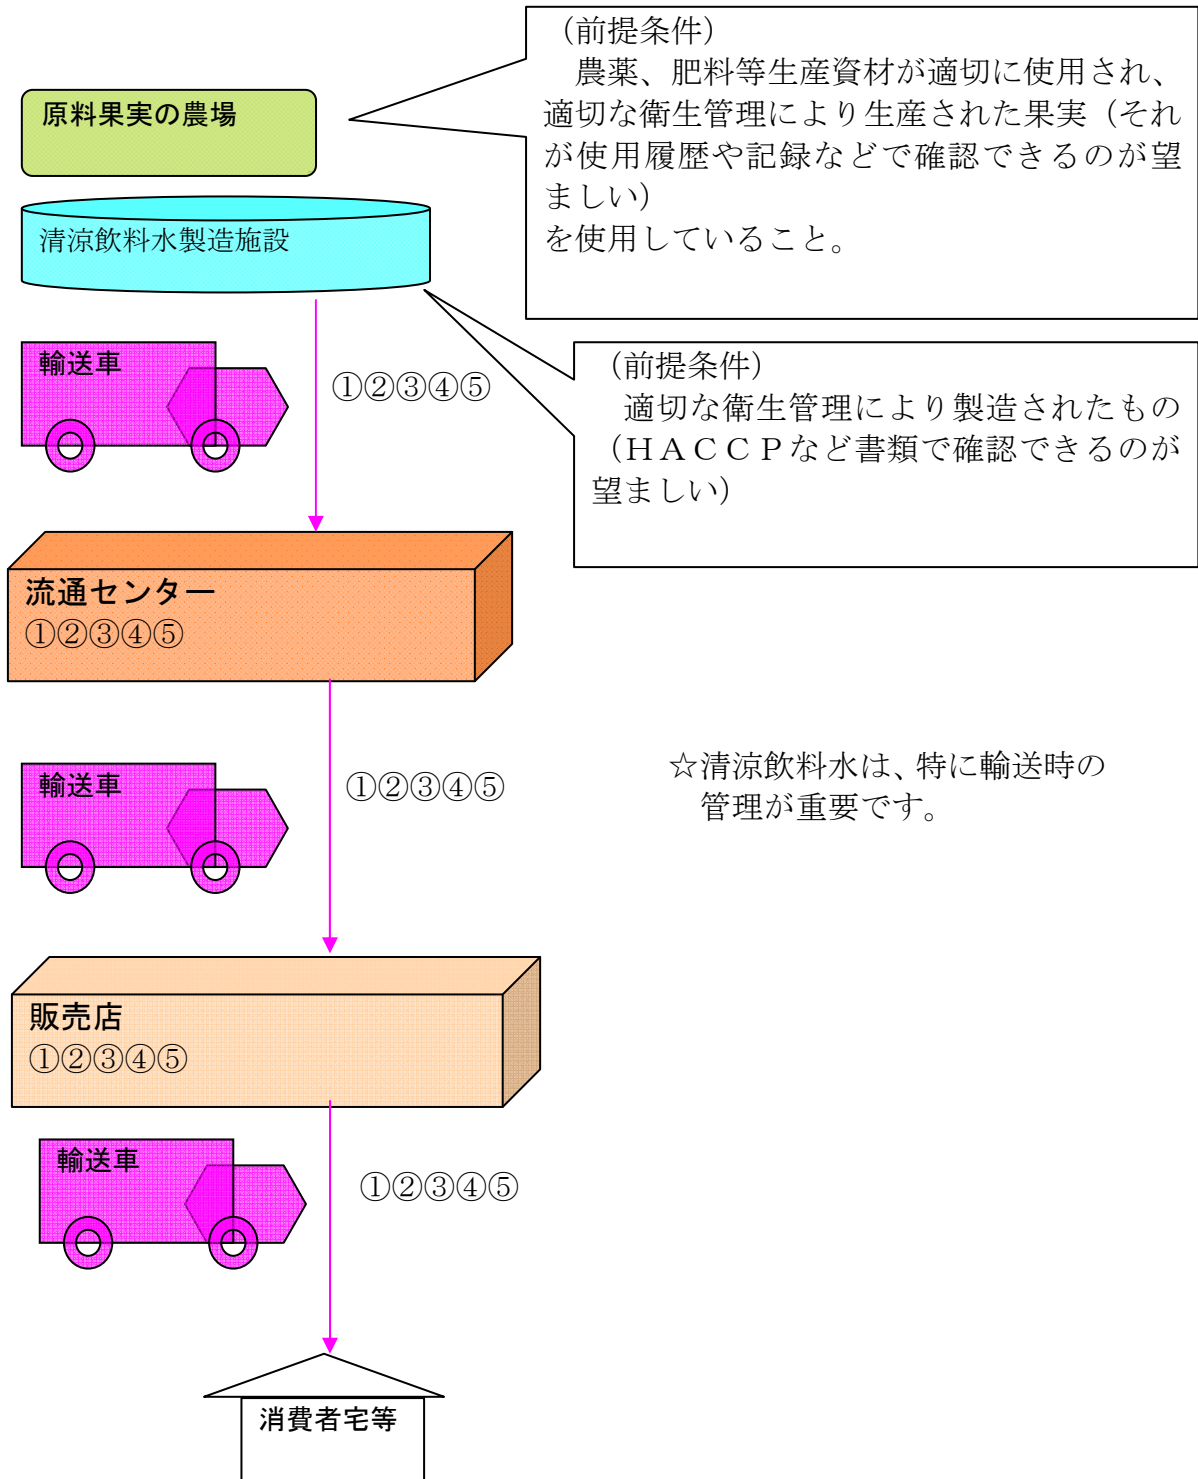 （前提条件）
農薬、肥料等生産資材が適切に使用され、
適切な衛生管理により生産された果実（それ
が使用履歴や記録などで確認できるのが望
ましい）
を使用していること。
原料果実の農場
清涼飲料水製造施設
（前提条件）
適切な衛生管理により製造されたもの
（ＨＡＣＣＰなど書類で確認できるのが
望ましい）
輸送車
①②③④⑤
流通センター
①②③④⑤
輸送車
①②③④⑤
☆清涼飲料水は、特に輸送時の
管理が重要です。
販売店
①②③④⑤
輸送車
①②③④⑤
消費者宅等